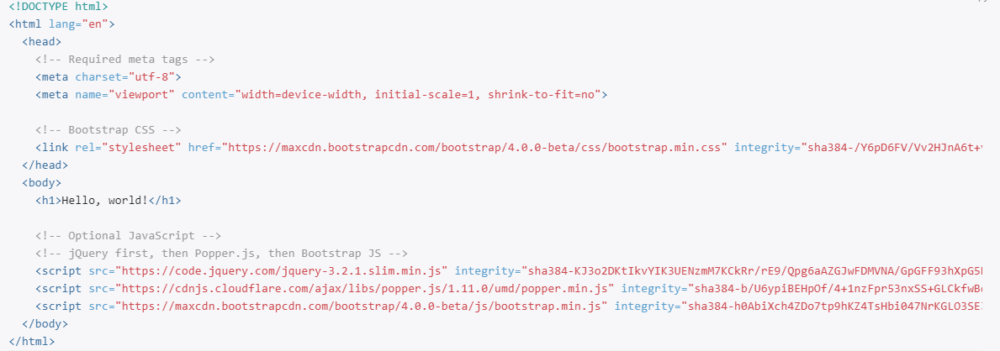 <!DOCTYPE html>
<html lang="en">
  <head>
    <!-- Required meta tags -->
    <meta charset="utf-8">
    <meta name="viewport" content="width=device-width, initial-scale=1, shrink-to-fit=no">

    <!-- Bootstrap CSS -->
    <link rel="stylesheet" href="https://maxcdn.bootstrapcdn.com/bootstrap/4.0.0-beta/css/bootstrap.min.css" integrity="sha384-/Y6pD6FV/Vv2HJnA6t+
  </head>
  <body>
    <h1>Hello, world!</h1>

    <!-- Optional JavaScript -->
    <!-- jQuery first, then Popper.js, then Bootstrap JS -->
    <script src="https://code.jquery.com/jquery-3.2.1.slim.min.js" integrity="sha384-KJ3o2DKtIkvYIK3UENzmM7KCkRr/rE9/Qpg6aAZGJwFDMVNA/GpGFF93hXpG5
    <script src="https://cdnjs.cloudflare.com/ajax/libs/popper.js/1.11.0/umd/popper.min.js" integrity="sha384-b/U6ypiBEHpOf/4+1nzFpr53nxSS+GLCkfwB
    <script src="https://maxcdn.bootstrapcdn.com/bootstrap/4.0.0-beta/js/bootstrap.min.js" integrity="sha384-h0AbiXch4ZDo7tp9hKZ4TsHbi047NrKGLO3SE
  </body>
</html>